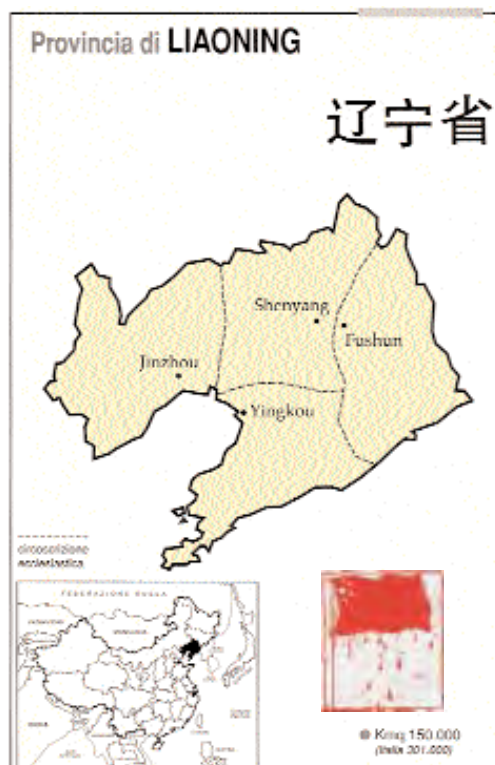 Provincia di LIAONING
辽宁省
Shenyang
Fushun
Jinzhou
Yingkou
circoscrizione
ecclesiastica
FEDERAZIONE RUSSA
Kmq 150.000
(Italia 301.000)